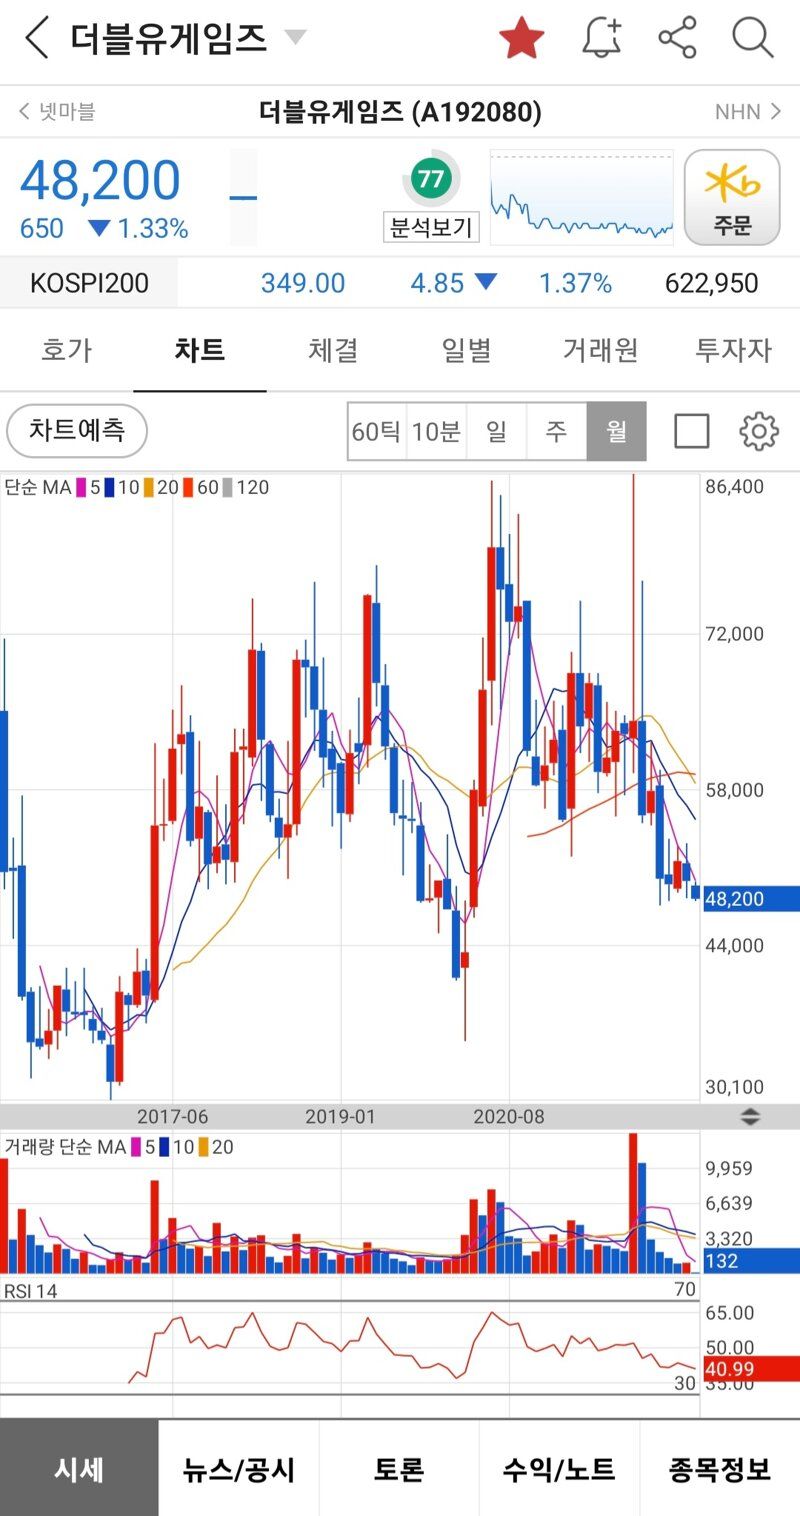 더블유게임즈
넷마블 더블유게임즈 (A192080) NHN
48,200
650 ▼ 1.33%
77
분석보기
Kb
주문
KOSPI200 349.00 4.85 ▼ 1.37% 622,950
호가 차트 체결 일별 거래원 투자자
차트예측 60틱 10분 일 주 월
단순 MA 5 10 20 60 120
86,400
72,000
58,000
48,200
44,000
30,100
2017-06 2019-01 2020-08
거래량 단순 MA 5 10 20
9,959
6,639
3,320
132
RSI 14 70
65.00
50.00
40.99
30 35.00
시세 뉴스/공시 토론 수익/노트 종목정보